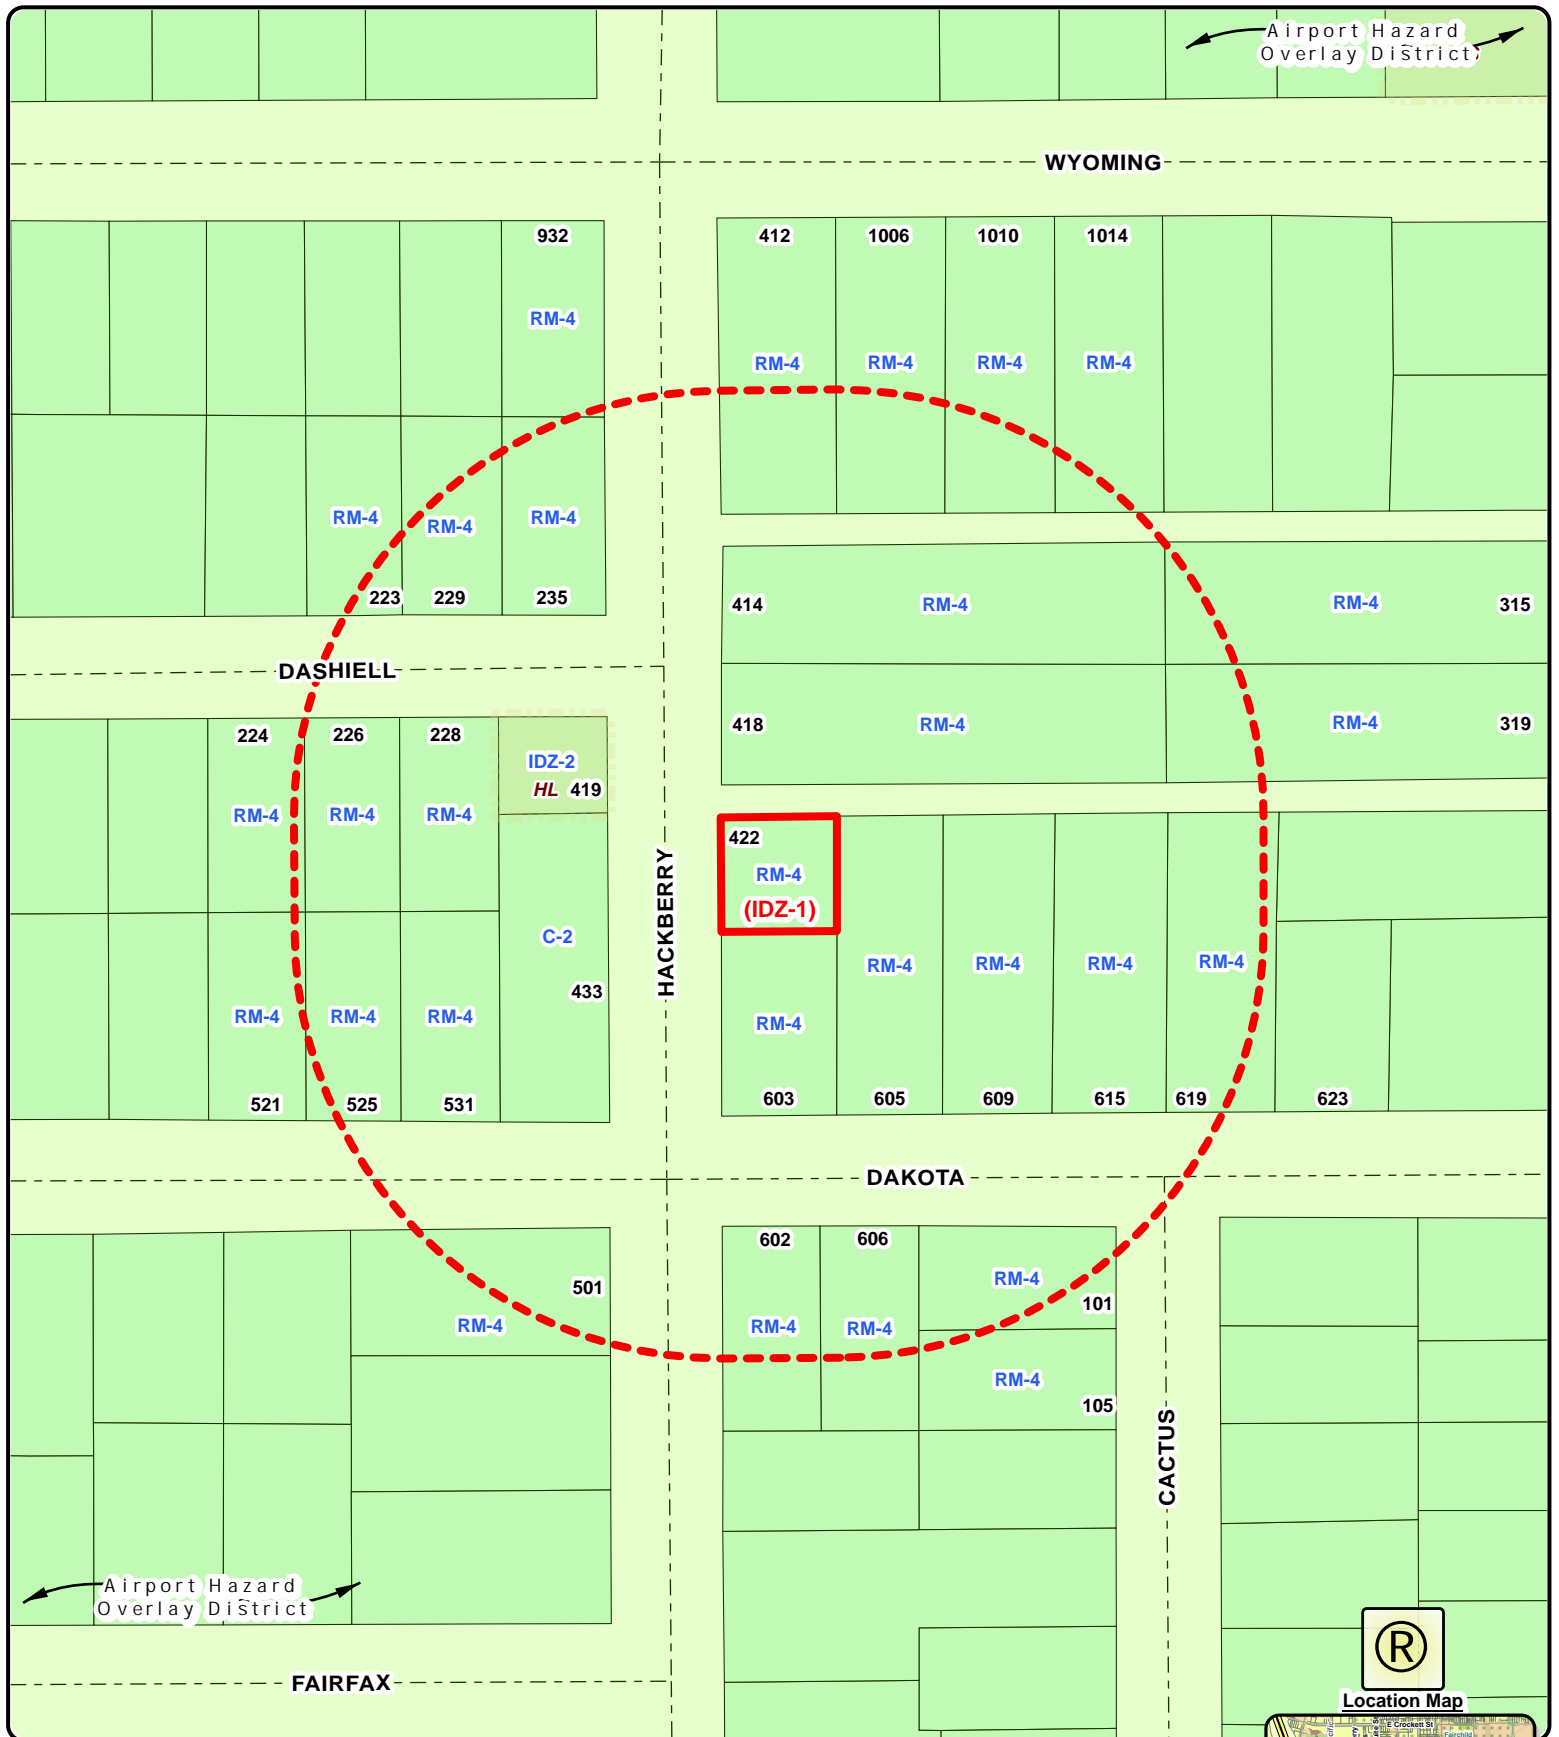 Airport Hazard
Overlay District
WYOMING
932
412
1006
1010
1014
RM-4
RM-4
RM-4
RM-4
RM-4
RM-4
RM-4
RM-4
223
229
235
414
RM-4
RM-4
315
DASHIELL
224
226
228
418
RM-4
RM-4
319
IDZ-2
HL 419
RM-4
RM-4
RM-4
422
RM-4
(IDZ-1)
HACKBERRY
C-2
433
RM-4
RM-4
RM-4
RM-4
RM-4
RM-4
RM-4
RM-4
521
525
531
603
605
609
615
619
623
DAKOTA
602
606
501
RM-4
101
RM-4
RM-4
RM-4
RM-4
105
CACTUS
Airport Hazard
Overlay District
FAIRFAX
R
Location Map
E Crockett St
Fairchild